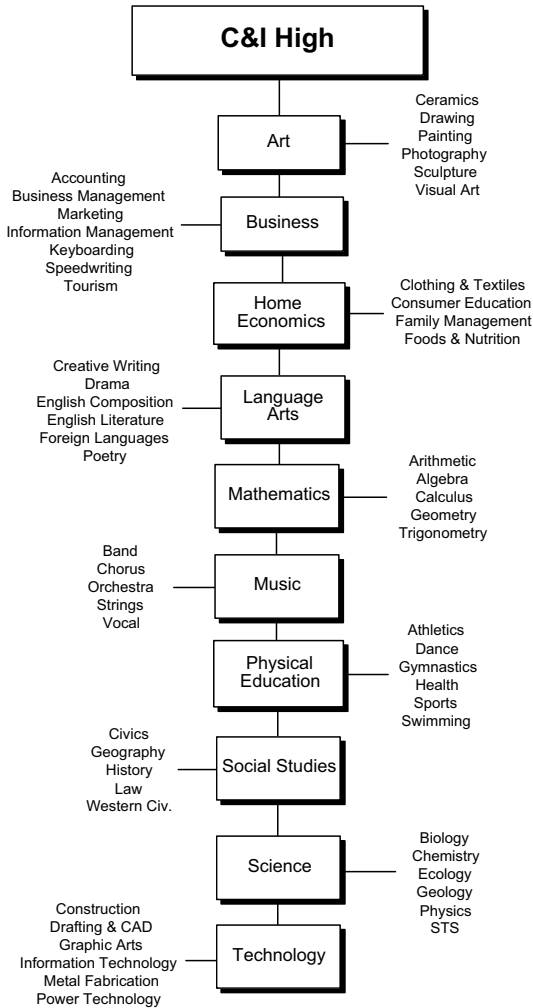 C&I High
Art
Ceramics
Drawing
Painting
Photography
Sculpture
Visual Art
Accounting
Business Management
Marketing
Information Management
Keyboarding
Speedwriting
Tourism
Business
Home
Economics
Clothing & Textiles
Consumer Education
Family Management
Foods & Nutrition
Creative Writing
Drama
English Composition
English Literature
Foreign Languages
Poetry
Language
Arts
Mathematics
Arithmetic
Algebra
Calculus
Geometry
Trigonometry
Band
Chorus
Orchestra
Strings
Vocal
Music
Physical
Education
Athletics
Dance
Gymnastics
Health
Sports
Swimming
Civics
Geography
History
Law
Western Civ.
Social Studies
Science
Biology
Chemistry
Ecology
Geology
Physics
STS
Construction
Drafting & CAD
Graphic Arts
Information Technology
Metal Fabrication
Power Technology
Technology